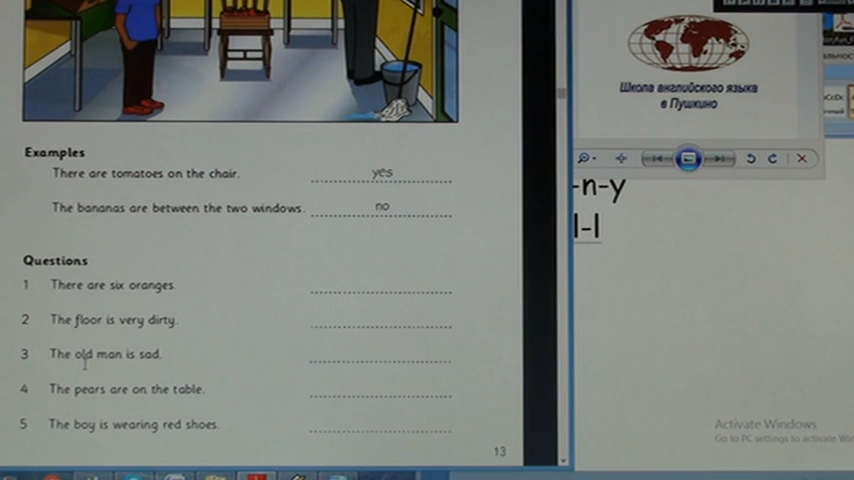 Школа английского языка
в Пушкино
Examples
There are tomatoes on the chair. yes
The bananas are between the two windows. no
-n-y
l-l
Questions
1 There are six oranges.
2 The floor is very dirty.
3 The old man is sad.
4 The pears are on the table.
5 The boy is wearing red shoes.
13
Activate Windows
Go to PC settings to activate Win